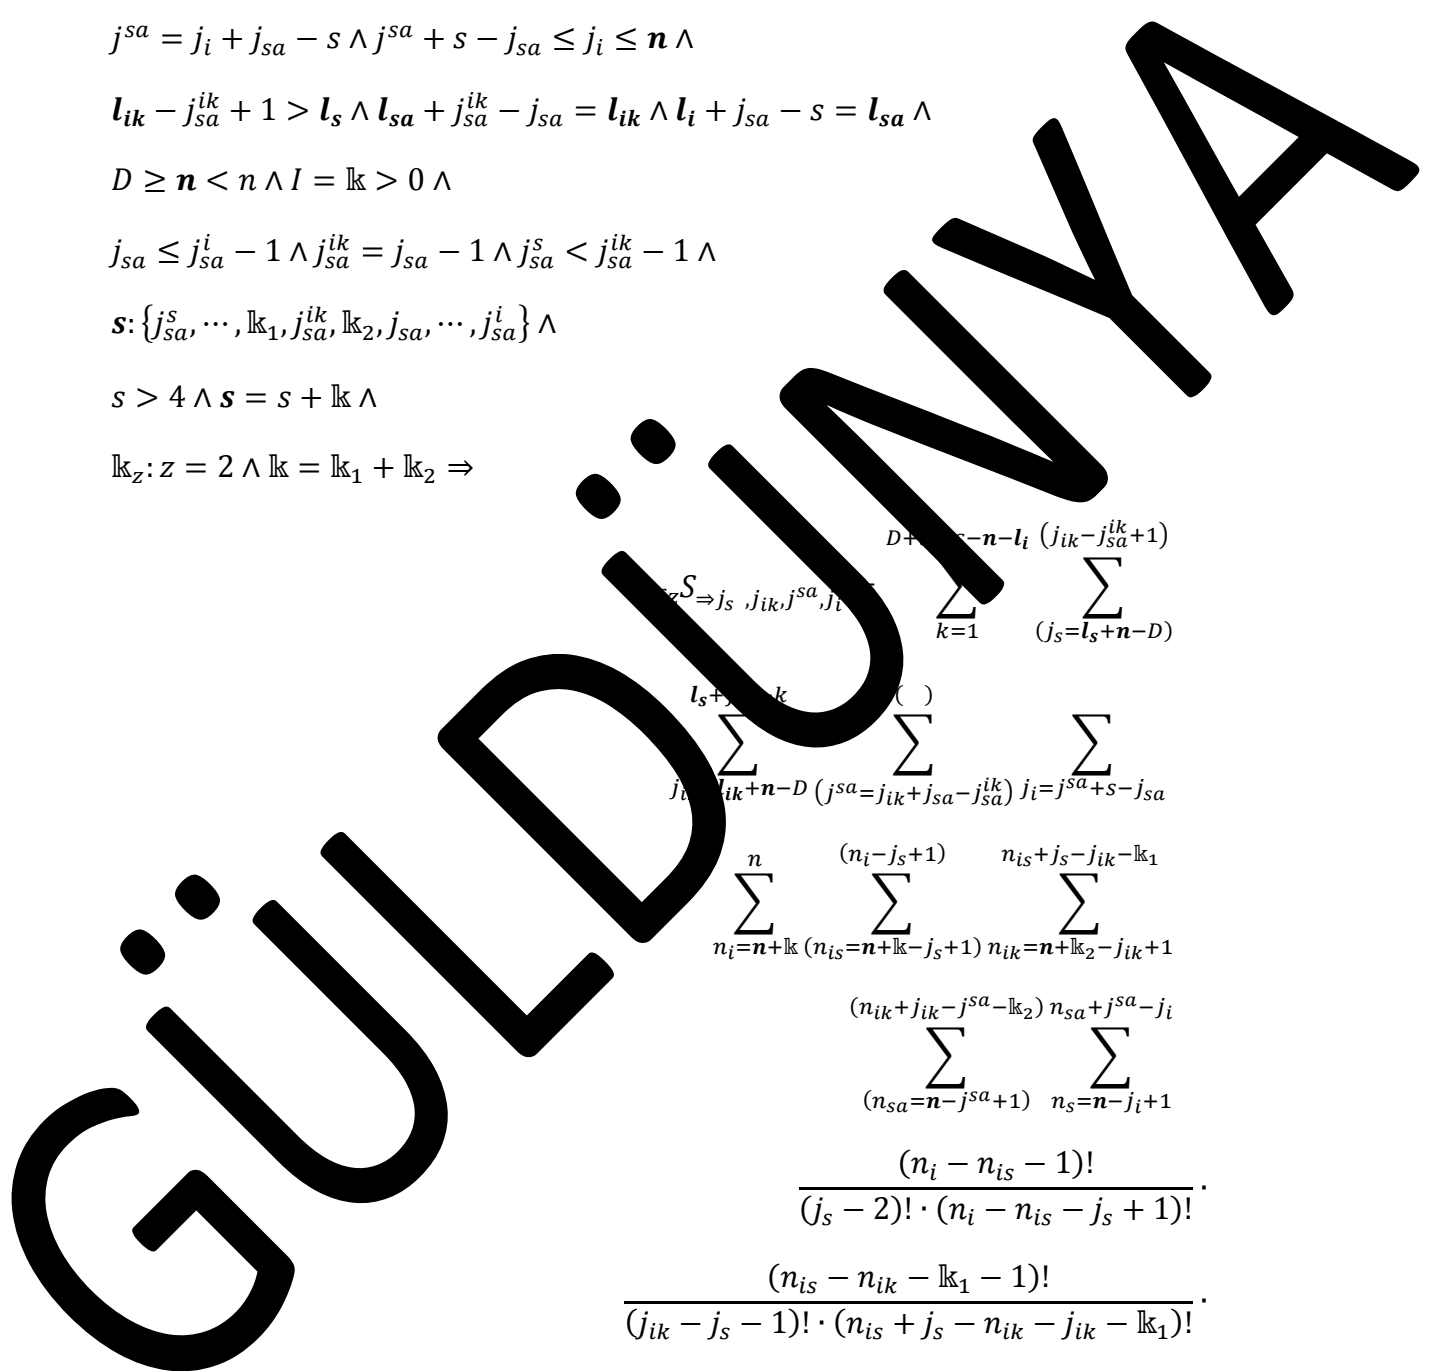 j^{sa} = j_i + j_{sa} − s ∧ j^{sa} + s − j_{sa} ≤ j_i ≤ 𝒏 ∧
𝒍_{𝒊𝒌} − j_{sa}^{ik} + 1 > 𝒍_𝒔 ∧ 𝒍_{𝒔𝒂} + j_{sa}^{ik} − j_{sa} = 𝒍_{𝒊𝒌} ∧ 𝒍_𝒊 + j_{sa} − s = 𝒍_{𝒔𝒂} ∧
D ≥ 𝒏 < n ∧ I = 𝕜 > 0 ∧
j_{sa} ≤ j_{sa}^{i} − 1 ∧ j_{sa}^{ik} = j_{sa} − 1 ∧ j_{sa}^{s} < j_{sa}^{ik} − 1 ∧
𝒔: {j_{sa}^{s}, ⋯ , 𝕜_1, j_{sa}^{ik}, 𝕜_2, j_{sa}, ⋯ , j_{sa}^{i}} ∧
s > 4 ∧ 𝒔 = s + 𝕜 ∧
𝕜_z: z = 2 ∧ 𝕜 = 𝕜_1 + 𝕜_2 ⇒
S_{⇒j_s ,j_{ik},j^{sa},j_i} ∑_{k=1} ∑_{(j_s=𝒍_𝒔+𝒏−D)}^{(j_{ik}−j_{sa}^{ik}+1)}
∑ ∑_{(j^{sa}=j_{ik}+j_{sa}−j_{sa}^{ik})}^{( )} ∑_{j_i=j^{sa}+s−j_{sa}}
∑_{n_i=𝒏+𝕜}^{n} ∑_{(n_{is}=𝒏+𝕜−j_s+1)}^{(n_i−j_s+1)} ∑_{n_{ik}=𝒏+𝕜_2−j_{ik}+1}^{n_{is}+j_s−j_{ik}−𝕜_1}
∑_{(n_{sa}=𝒏−j^{sa}+1)}^{(n_{ik}+j_{ik}−j^{sa}−𝕜_2)} ∑_{n_s=𝒏−j_i+1}^{n_{sa}+j^{sa}−j_i}
(n_i − n_{is} − 1)!
(j_s − 2)! · (n_i − n_{is} − j_s + 1)! ·
(n_{is} − n_{ik} − 𝕜_1 − 1)!
(j_{ik} − j_s − 1)! · (n_{is} + j_s − n_{ik} − j_{ik} − 𝕜_1)! ·
GÜLDÜNYA